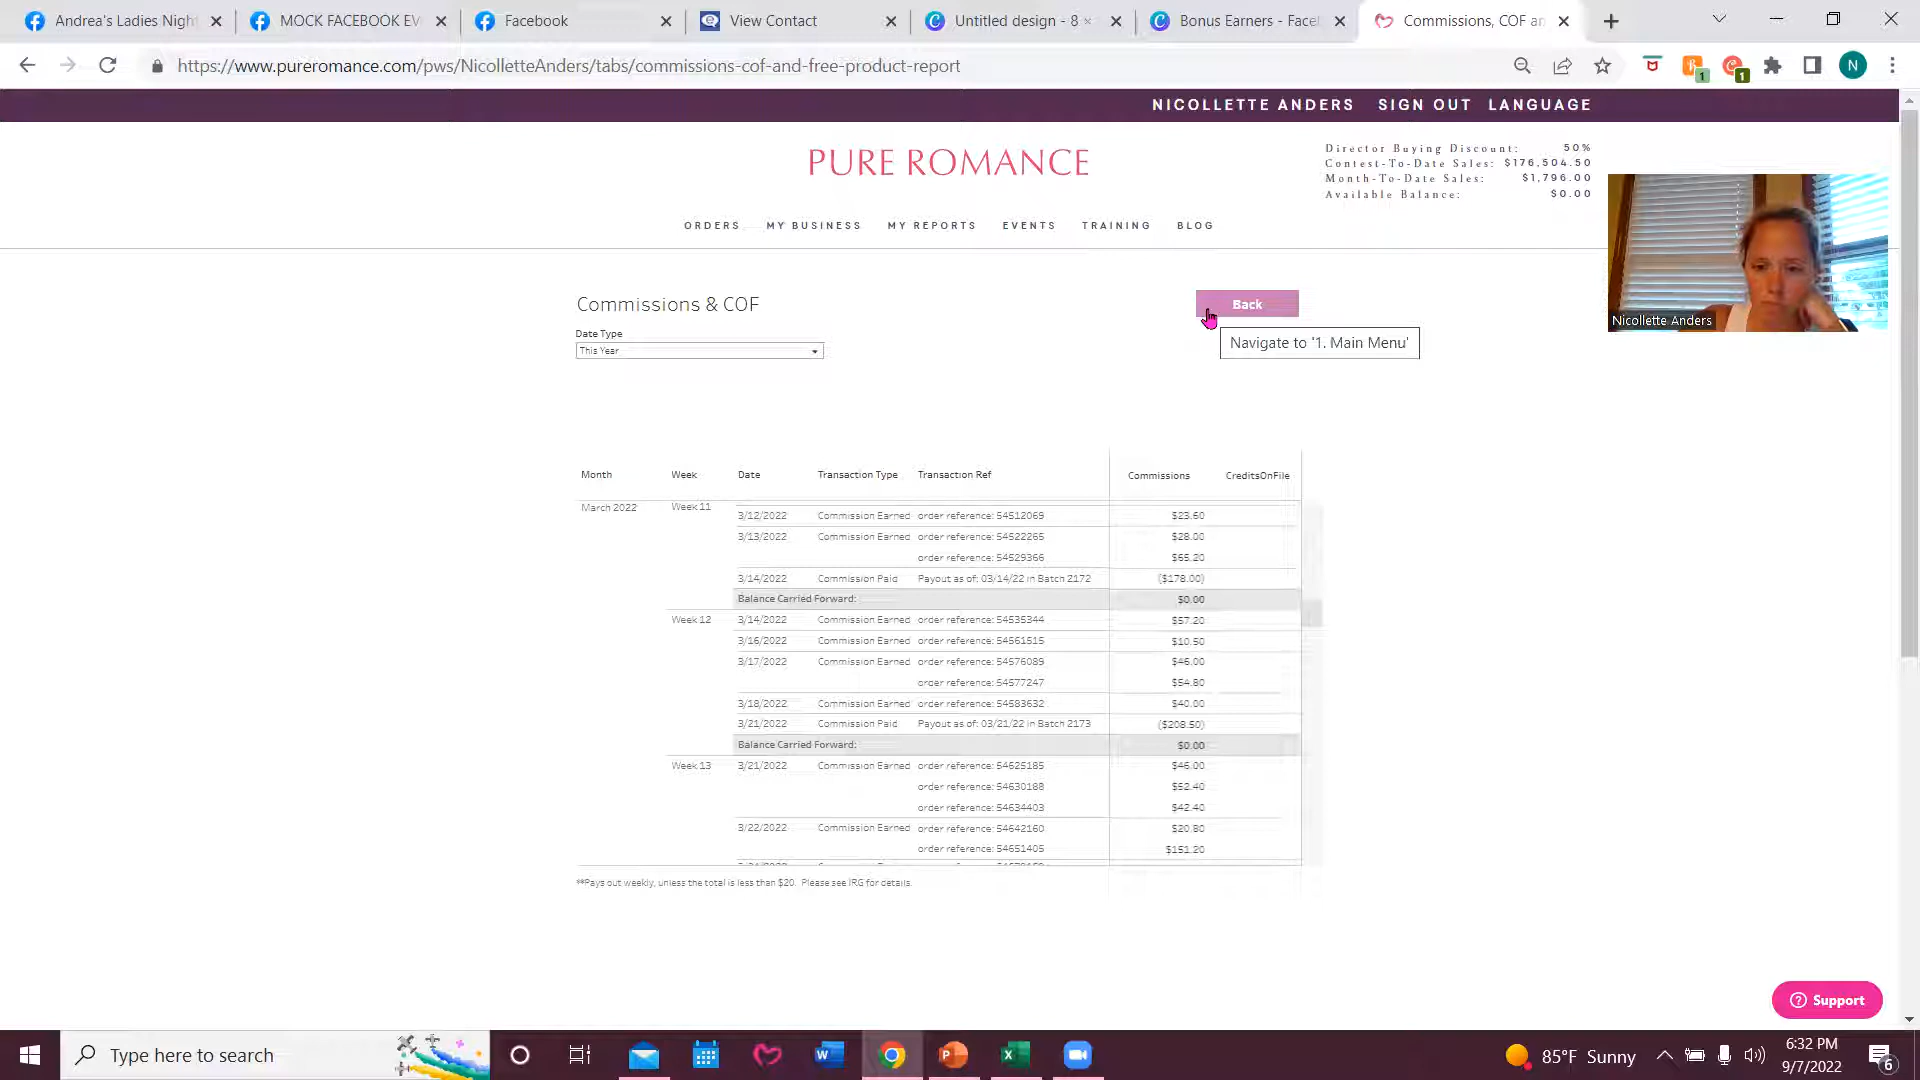 Andrea's Ladies Night
MOCK FACEBOOK EV
Facebook
View Contact
Untitled design - 8
Bonus Earners - Face
Commissions, COF an
https://www.pureromance.com/pws/NicolletteAnders/tabs/commissions-cof-and-free-product-report
1
1
N
NICOLLETTE ANDERS SIGN OUT LANGUAGE
PURE ROMANCE
Director Buying Discount: 50%
Contest-To-Date Sales: $176,504.50
Month-To-Date Sales: $1,796.00
Available Balance: $0.00
ORDERS MY BUSINESS MY REPORTS EVENTS TRAINING BLOG
Nicollette Anders
Commissions & COF
Back
Navigate to '1. Main Menu'
Date Type
This Year
Month Week Date Transaction Type Transaction Ref Commissions CreditsOnFile
March 2022 Week 11
3/12/2022 Commission Earned order reference: 54512069 $23.60
3/13/2022 Commission Earned order reference: 54522265 $28.00
order reference: 54529366 $65.20
3/14/2022 Commission Paid Payout as of: 03/14/22 in Batch 2172 ($178.00)
Balance Carried Forward: $0.00
Week 12 3/14/2022 Commission Earned order reference: 54535344 $57.20
3/16/2022 Commission Earned order reference: 54561515 $10.50
3/17/2022 Commission Earned order reference: 54576089 $46.00
order reference: 54577247 $54.80
3/18/2022 Commission Earned order reference: 54583632 $40.00
3/21/2022 Commission Paid Payout as of: 03/21/22 in Batch 2173 ($208.50)
Balance Carried Forward: $0.00
Week 13 3/21/2022 Commission Earned order reference: 54625185 $46.00
order reference: 54630188 $52.40
order reference: 54634403 $42.40
3/22/2022 Commission Earned order reference: 54642160 $20.80
order reference: 54651405 $151.20
**Pays out weekly, unless the total is less than $20. Please see IRG for details.
Support
Type here to search
85°F Sunny
6:32 PM
9/7/2022
6